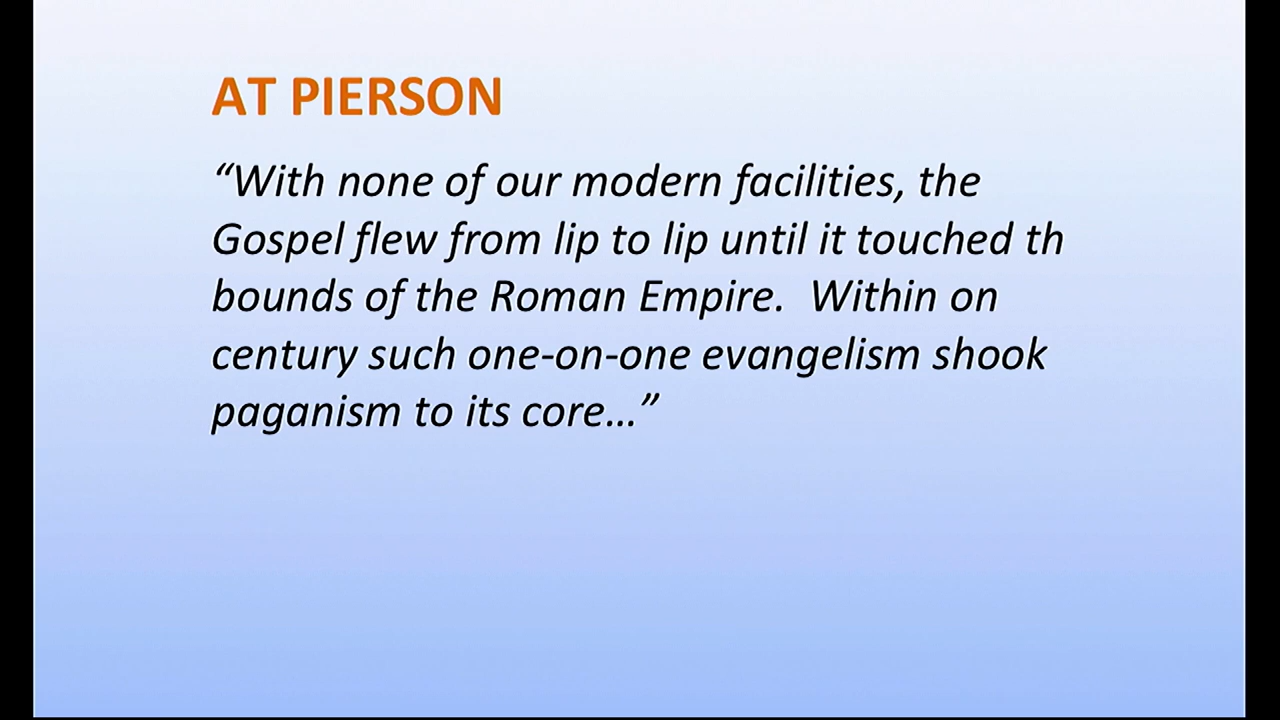 AT PIERSON
“With none of our modern facilities, the
Gospel flew from lip to lip until it touched th
bounds of the Roman Empire.  Within on
century such one-on-one evangelism shook
paganism to its core…”